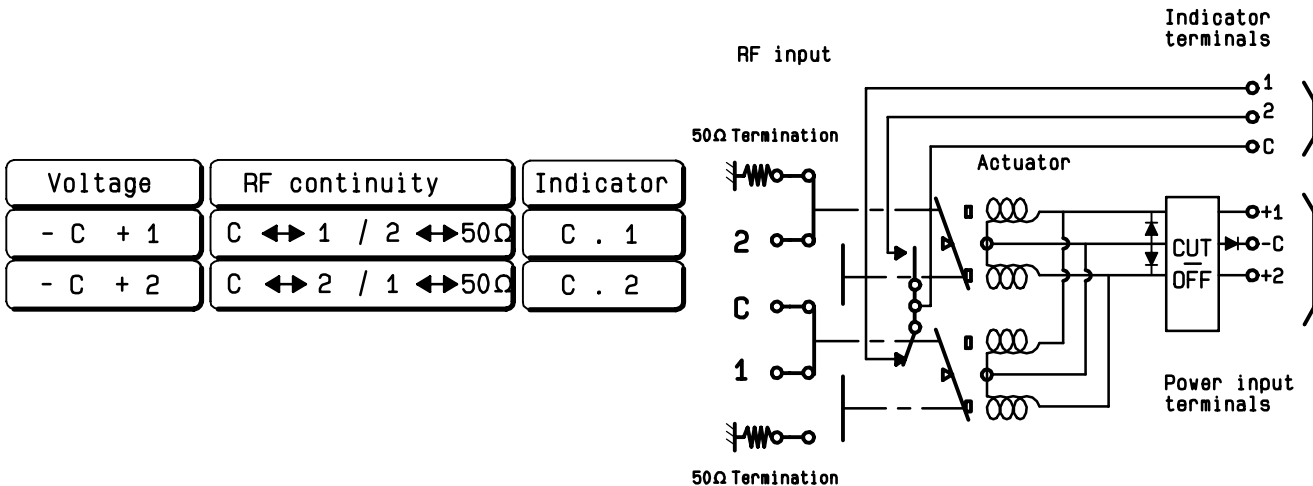 Voltage RF continuity Indicator
- C + 1 C ↔ 1 / 2 ↔ 50Ω C . 1
- C + 2 C ↔ 2 / 1 ↔ 50Ω C . 2
RF input
Indicator
terminals
1
2
C
50Ω Termination
Actuator
2
C
1
50Ω Termination
CUT
OFF
+1
-C
+2
Power input
terminals